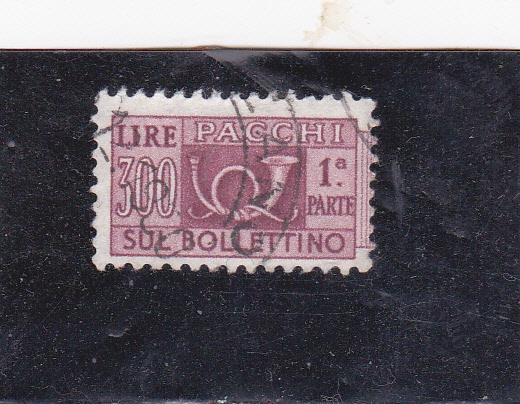 LIRE PACCHI
300 1ª.
PARTE
SUL BOLLETTINO